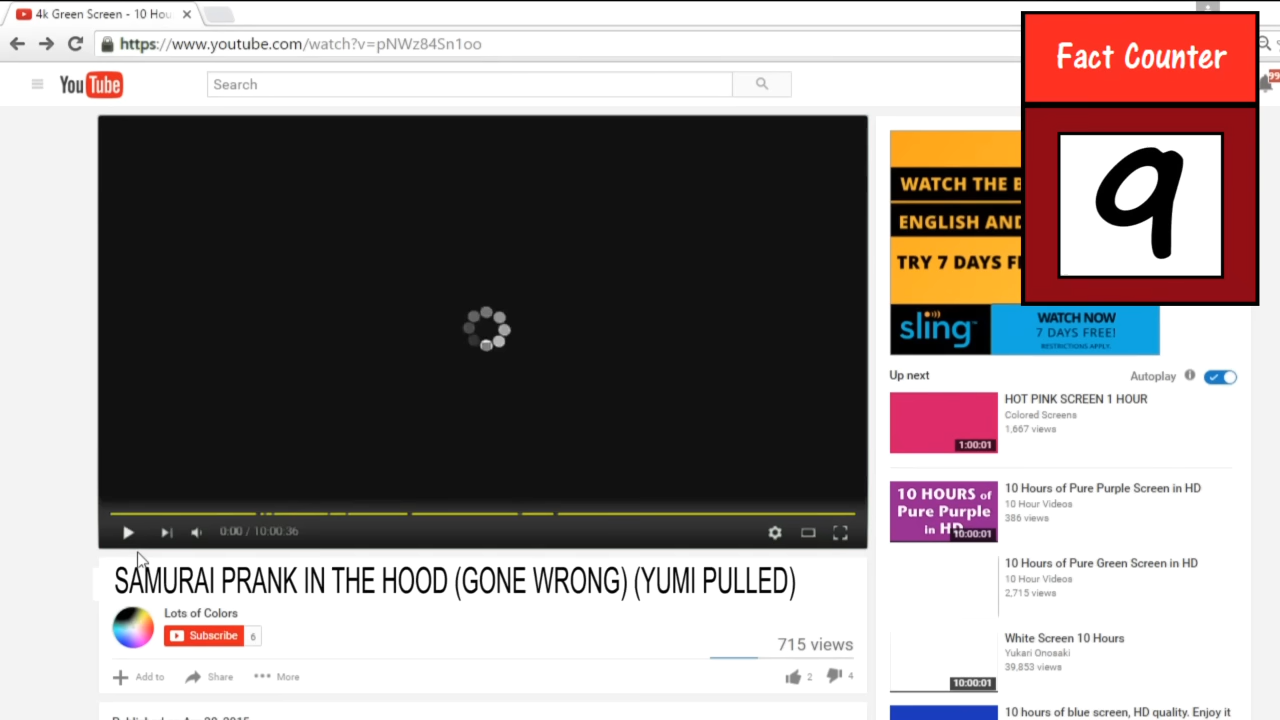 4k Green Screen - 10 Hou
https://www.youtube.com/watch?v=pNWz84Sn1oo
YouTube
Search
99
Fact Counter
9
WATCH THE B
ENGLISH AND
TRY 7 DAYS F
sling
WATCH NOW
7 DAYS FREE!
RESTRICTIONS APPLY.
0:00 / 10:00:36
SAMURAI PRANK IN THE HOOD (GONE WRONG) (YUMI PULLED)
Lots of Colors
Subscribe 6
715 views
Add to Share More
2 4
Up next
Autoplay
HOT PINK SCREEN 1 HOUR
Colored Screens
1,667 views
1:00:01
10 HOURS of
Pure Purple
in HD
10:00:01
10 Hours of Pure Purple Screen in HD
10 Hour Videos
386 views
10 Hours of Pure Green Screen in HD
10 Hour Videos
2,715 views
White Screen 10 Hours
Yukari Onosaki
39,853 views
10:00:01
10 hours of blue screen, HD quality. Enjoy it